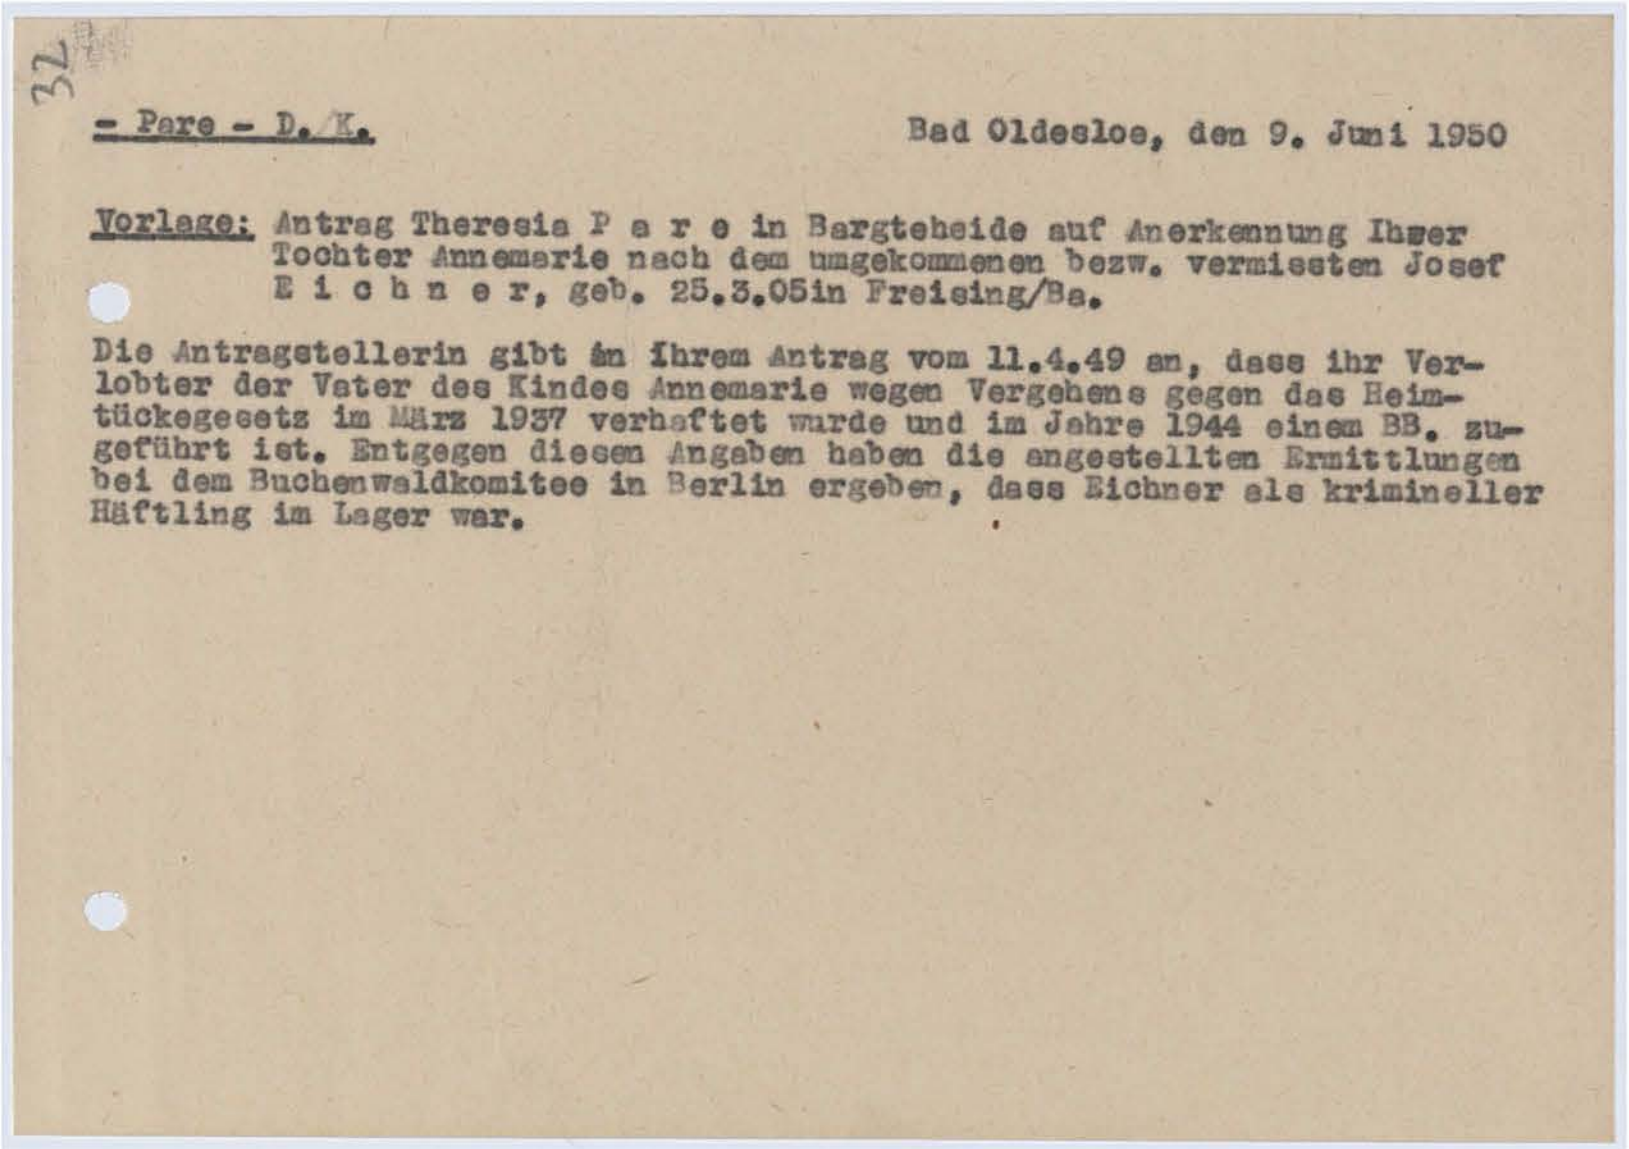 32
- Pare - D./K.
Bad Oldesloe, den 9. Juni 1950
Vorlage: Antrag Theresia P a r e in Bargteheide auf Anerkennung Ihrer
Tochter Annemarie nach dem umgekommenen bezw. vermissten Josef
E i c h n e r, geb. 25.3.05in Freising/Ba.
Die Antragstellerin gibt in Ihrem Antrag vom 11.4.49 an, dass ihr Ver-
lobter der Vater des Kindes Annemarie wegen Vergehens gegen das Heim-
tückegesetz im März 1937 verhaftet wurde und im Jahre 1944 einem BB. zu-
geführt ist. Entgegen diesen Angaben haben die angestellten Ermittlungen
bei dem Buchenwaldkomitee in Berlin ergeben, dass Eichner als krimineller
Häftling im Lager war.